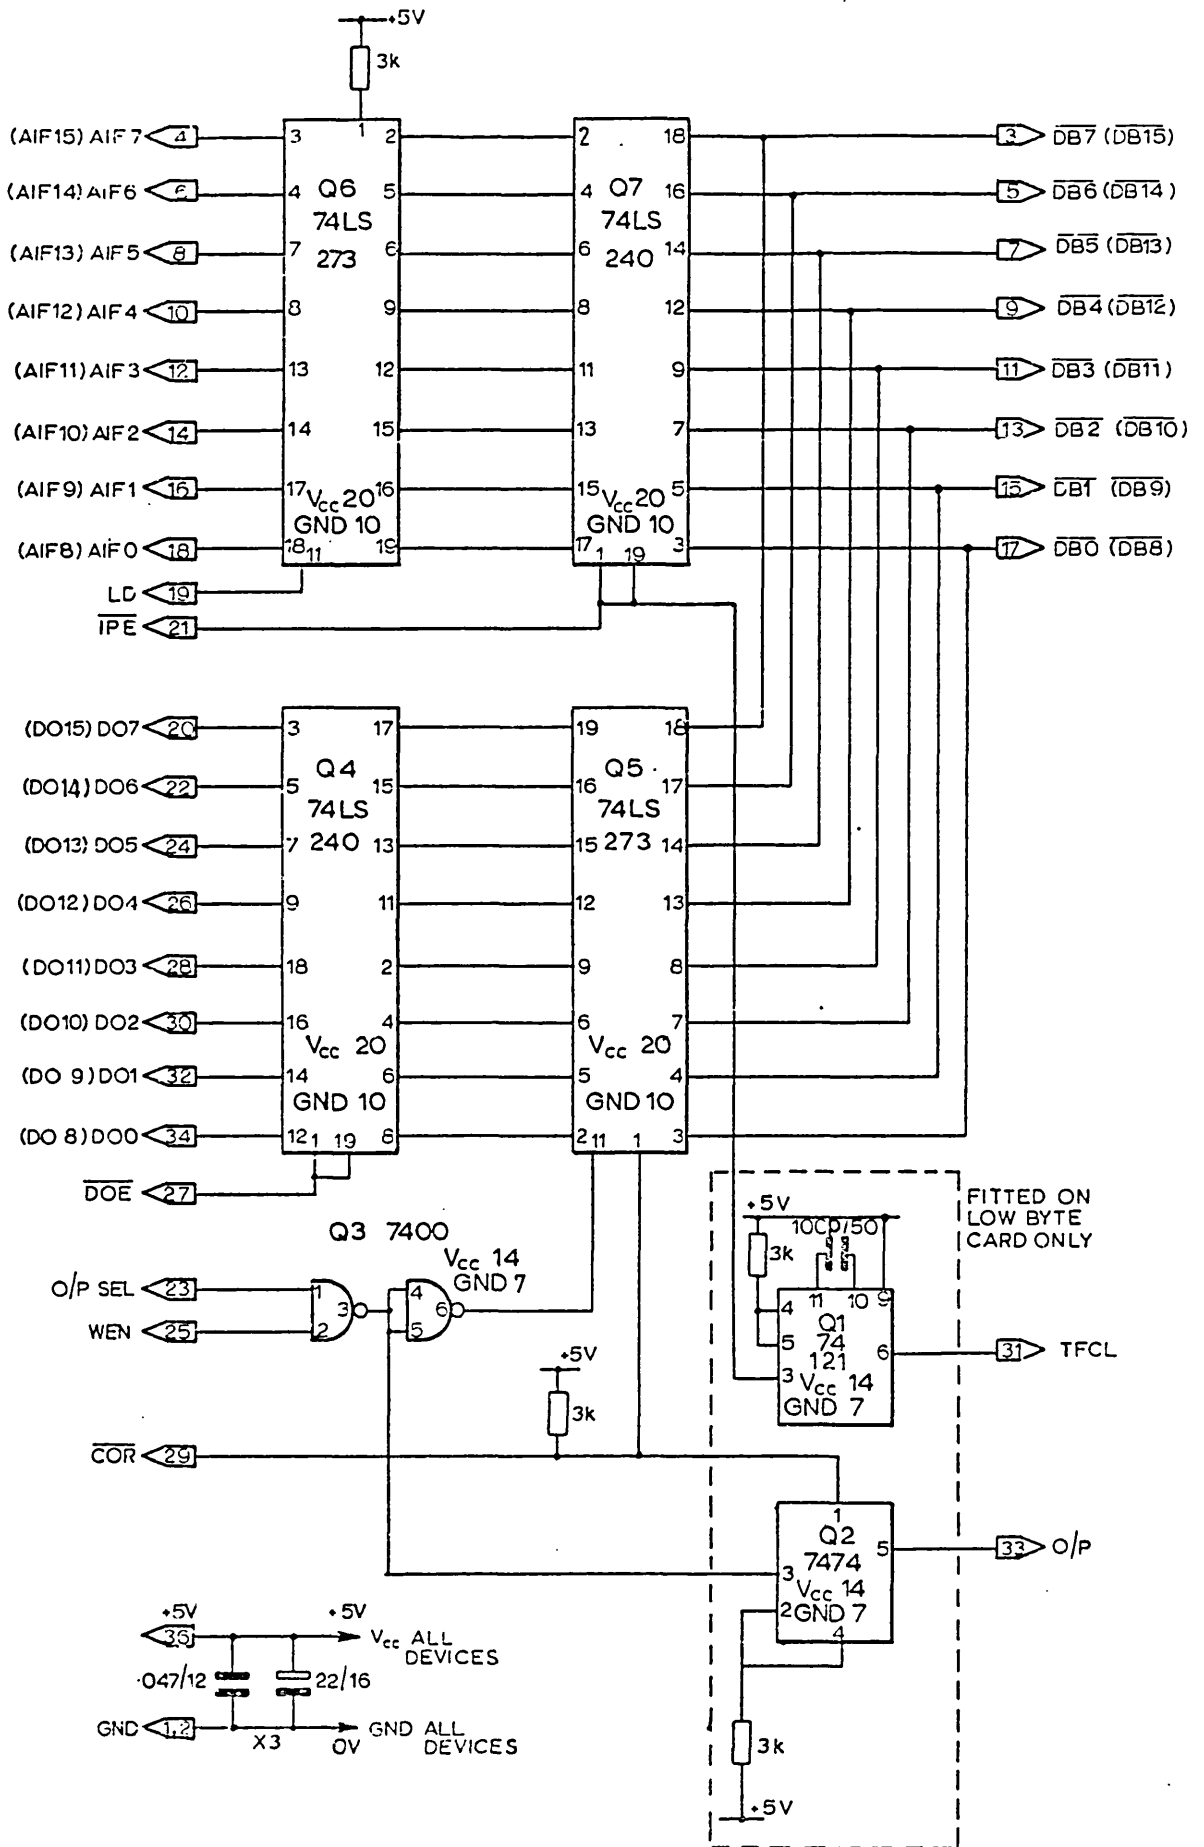 +5V
3k
1
(AIF15) AIF 7 4 3 2 2 18 3 DB7 (DB15)
(AIF14) AIF6 6 4 Q6 5 4 Q7 16 5 DB6 (DB14)
74LS 74LS
(AIF13) AIF5 8 7 273 6 6 240 14 7 DB5 (DB13)
(AIF12) AIF4 10 8 9 8 12 9 DB4 (DB12)
(AIF11) AIF3 12 13 12 11 9 11 DB3 (DB11)
(AIF10) AIF2 14 14 15 13 7 13 DB2 (DB10)
(AIF9) AIF1 16 17 16 15 5 15 DB1 (DB9)
Vcc 20 Vcc 20
GND 10 GND 10
(AIF8) AIF0 18 18 11 19 17 1 19 3 17 DB0 (DB8)
LD 19
IPE 21
(DO15) DO7 20 3 17 19 18
Q4 Q5
(DO14) DO6 22 5 15 16 17
74LS 74LS
(DO13) DO5 24 7 240 13 15 273 14
(DO12) DO4 26 9 11 12 13
(DO11) DO3 28 18 2 9 8
(DO10) DO2 30 16 4 6 7
Vcc 20 Vcc 20
(DO 9) DO1 32 14 6 5 4
GND 10 GND 10
(DO 8) DO0 34 12 1 19 8 2 11 1 3
DOE 27
FITTED ON
LOW BYTE
CARD ONLY
+5V
3k
Q3 7400
Vcc 14
GND 7
O/P SEL 23 1 3 4 6
WEN 25 2 5
11 10 9
4 Q1
5 74
121 6 31 TFCL
3 Vcc 14
GND 7
+5V
3k
COR 29
1
Q2 5 33 O/P
7474
3 Vcc 14
2 GND 7
4
3k
+5V
+5V +5V
36 Vcc ALL
DEVICES
.047/12 22/16
GND 1,2 X3 0V GND ALL
DEVICES